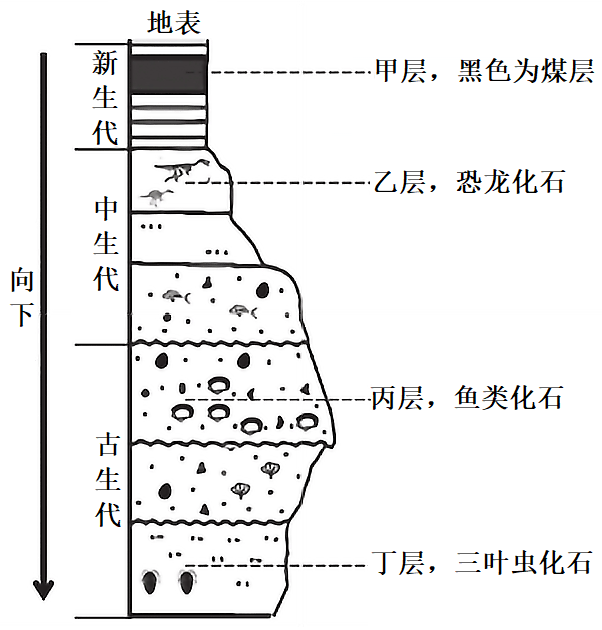 地表
新生代
甲层，黑色为煤层
乙层，恐龙化石
中生代
向下
丙层，鱼类化石
古生代
丁层，三叶虫化石